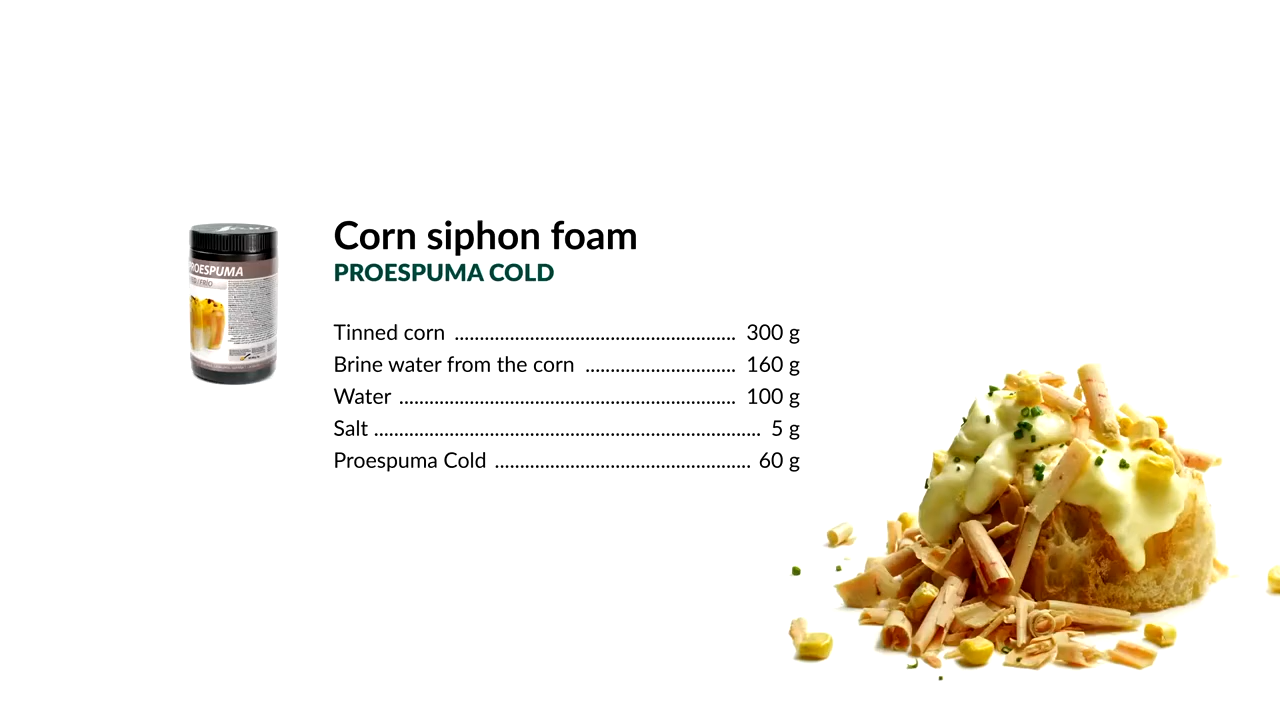 Corn siphon foam
PROESPUMA COLD
Tinned corn ................................................................ 300 g
Brine water from the corn .................................. 160 g
Water ............................................................................. 100 g
Salt ........................................................................................ 5 g
Proespuma Cold .......................................................... 60 g
PROESPUMA